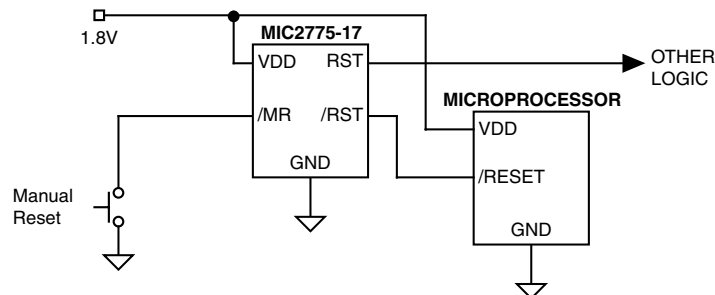 1.8V
MIC2775-17
VDD
RST
/MR
/RST
GND
OTHER
LOGIC
MICROPROCESSOR
VDD
/RESET
GND
Manual
Reset